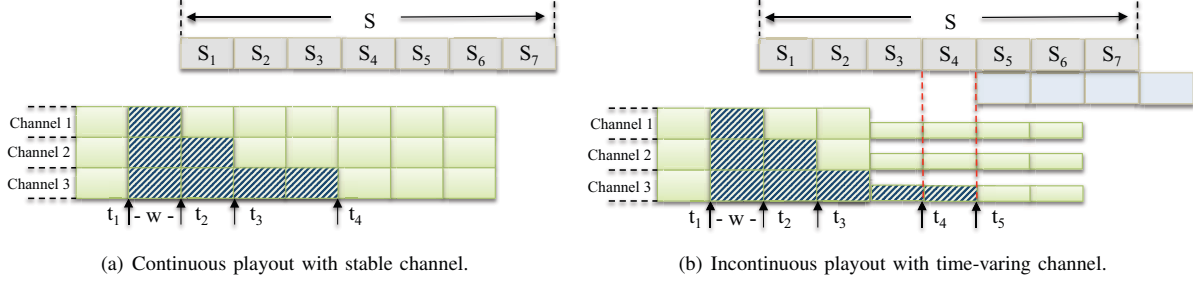 S
S1 S2 S3 S4 S5 S6 S7
Channel 1
Channel 2
Channel 3
t1 - w - t2 t3 t4
(a) Continuous playout with stable channel.
S
S1 S2 S3 S4 S5 S6 S7
Channel 1
Channel 2
Channel 3
t1 - w - t2 t3 t4 t5
(b) Incontinuous playout with time-varing channel.